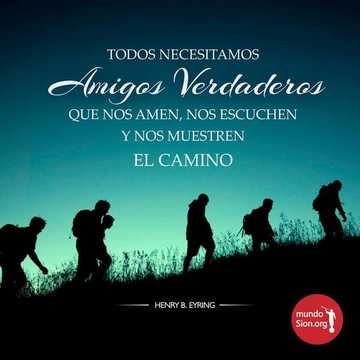 TODOS NECESITAMOS
Amigos Verdaderos
QUE NOS AMEN, NOS ESCUCHEN
Y NOS MUESTREN
EL CAMINO
HENRY B. EYRING
mundo
Sion.org